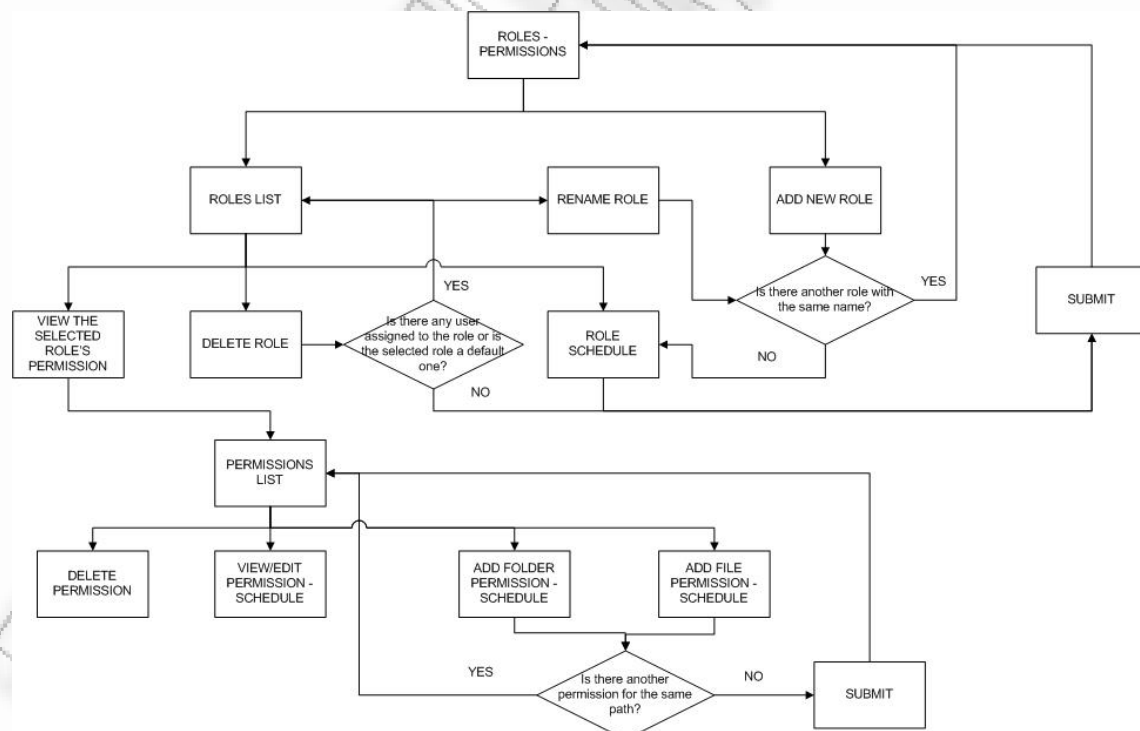 ROLES -
PERMISSIONS
ROLES LIST
RENAME ROLE
ADD NEW ROLE
YES
YES
Is there another role with
the same name?
SUBMIT
VIEW THE
SELECTED
ROLE'S
PERMISSION
DELETE ROLE
Is there any user
assigned to the role or is
the selected role a default
one?
ROLE
SCHEDULE
NO
NO
PERMISSIONS
LIST
DELETE
PERMISSION
VIEW/EDIT
PERMISSION -
SCHEDULE
ADD FOLDER
PERMISSION -
SCHEDULE
ADD FILE
PERMISSION -
SCHEDULE
YES
Is there another
permission for the same
path?
NO
SUBMIT